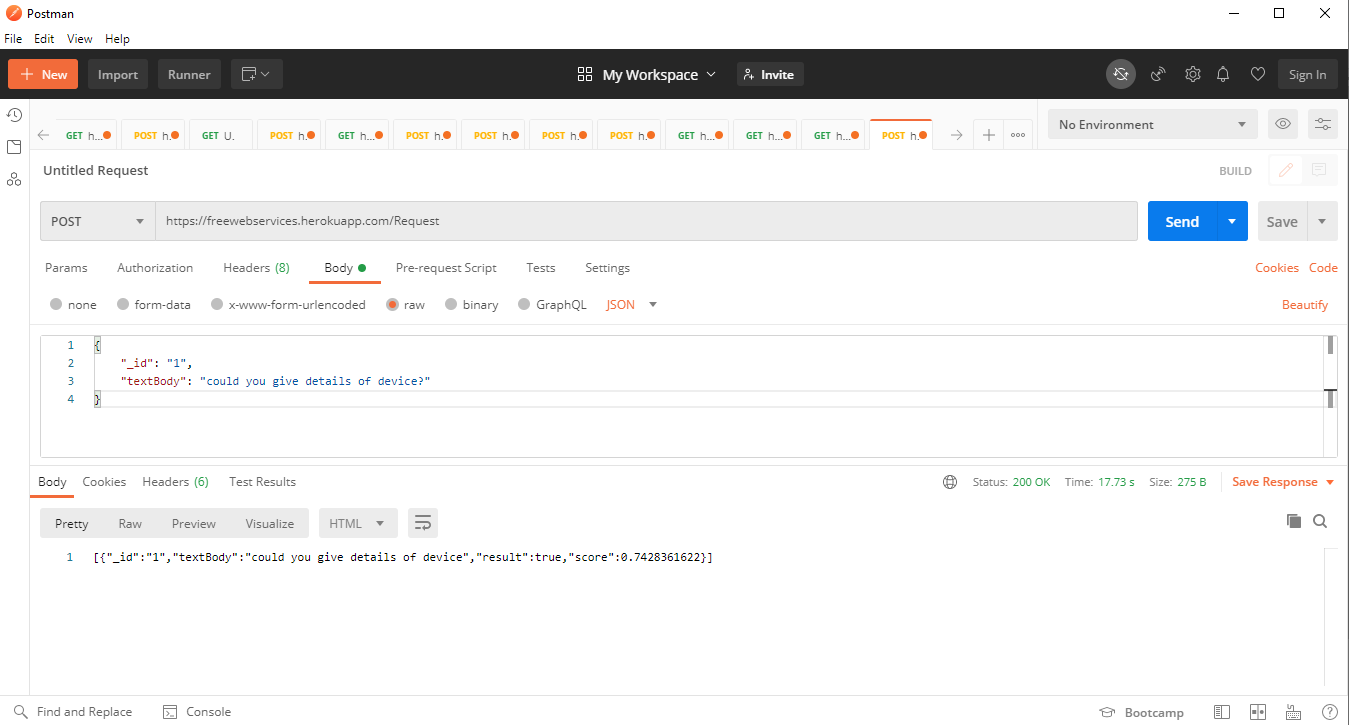 Postman
File Edit View Help
New Import Runner My Workspace Invite Sign In
GET h... POST h. GET U. POST h. GET h... POST h. POST h. POST h. POST h. GET h... GET h... GET h... POST h. No Environment
Untitled Request BUILD
POST https://freewebservices.herokuapp.com/Request Send Save
Params Authorization Headers (8) Body Pre-request Script Tests Settings Cookies Code
none form-data x-www-form-urlencoded raw binary GraphQL JSON Beautify
1 {
2 "_id": "1",
3 "textBody": "could you give details of device?"
4 }
Body Cookies Headers (6) Test Results Status: 200 OK Time: 17.73 s Size: 275 B Save Response
Pretty Raw Preview Visualize HTML
1 [{"_id":"1","textBody":"could you give details of device","result":true,"score":0.7428361622}]
Find and Replace Console Bootcamp